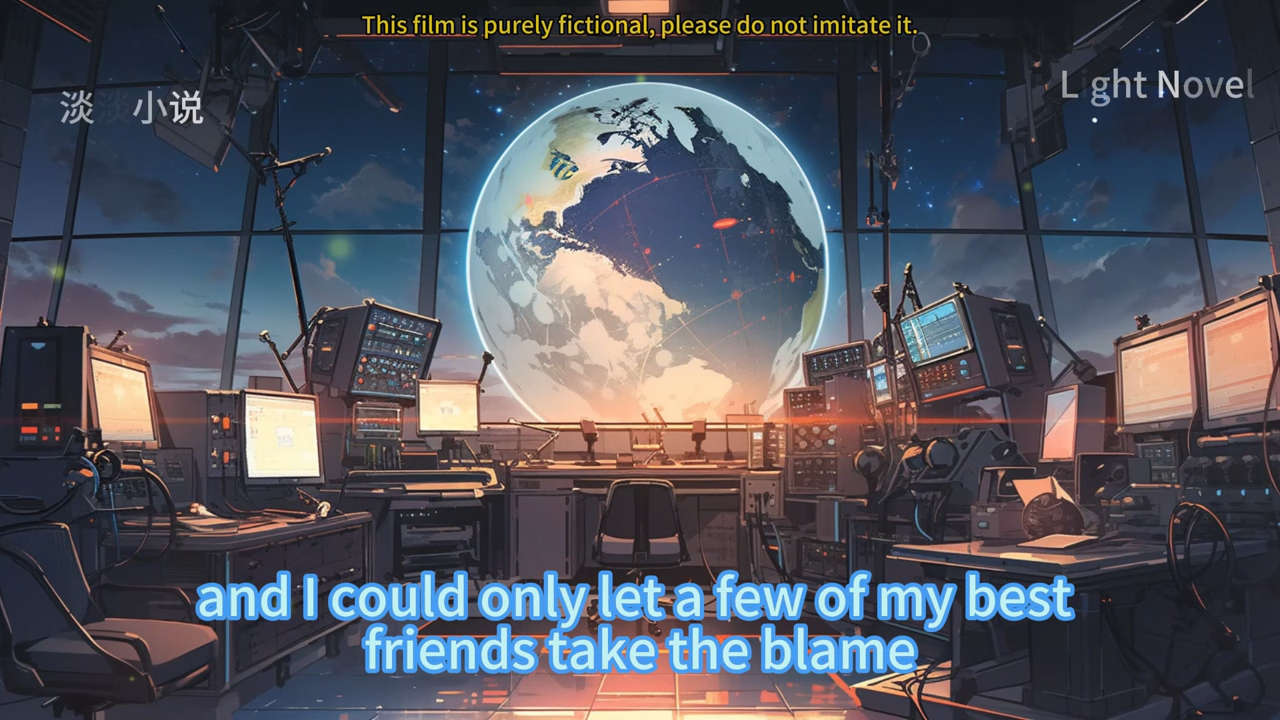 This film is purely fictional, please do not imitate it.
淡淡小说
Light Novel
and I could only let a few of my best
friends take the blame